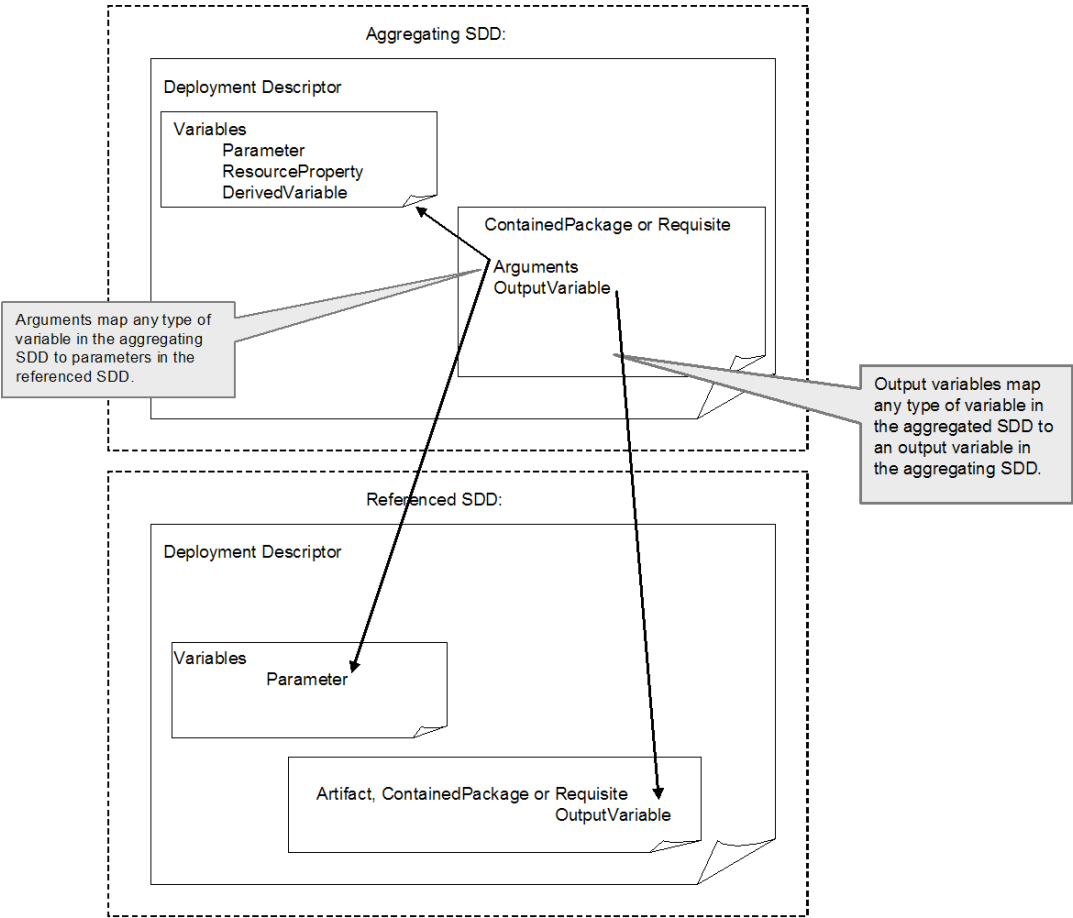 Aggregating SDD:
Deployment Descriptor
Variables
Parameter
ResourceProperty
DerivedVariable
ContainedPackage or Requisite
Arguments
OutputVariable
Arguments map any type of
variable in the aggregating
SDD to parameters in the
referenced SDD.
Output variables map
any type of variable in
the aggregated SDD to
an output variable in
the aggregating SDD.
Referenced SDD:
Deployment Descriptor
Variables
Parameter
Artifact, ContainedPackage or Requisite
OutputVariable